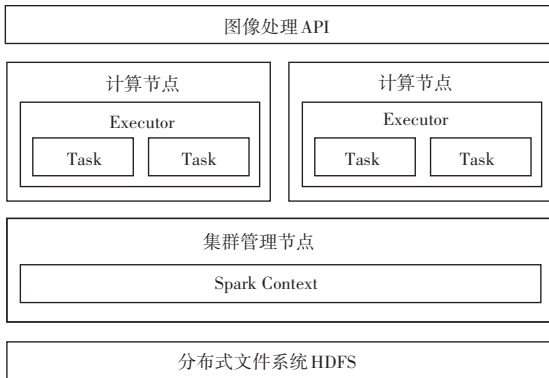 图像处理API
计算节点 计算节点
Executor Executor
Task Task Task Task
集群管理节点
Spark Context
分布式文件系统HDFS